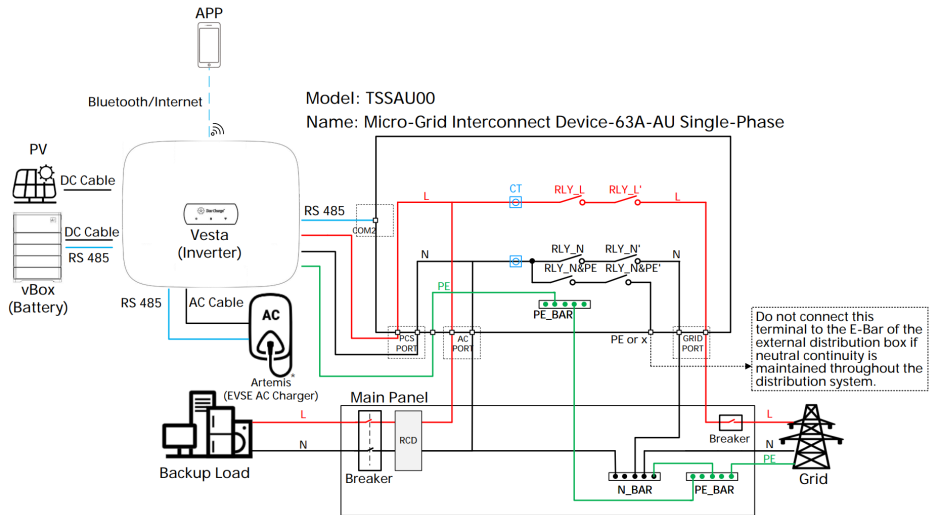 APP
Bluetooth/Internet
Model: TSSAU00
Name: Micro-Grid Interconnect Device-63A-AU Single-Phase
PV
DC Cable
DC Cable
RS 485
vBox
(Battery)
StarCharge
Vesta
(Inverter)
RS 485
COM2
RS 485
AC Cable
AC
Artemis
(EVSE AC Charger)
L
CT
RLY_L
RLY_L'
L
N
RLY_N
RLY_N'
N
RLY_N&PE
RLY_N&PE'
PE
PE_BAR
PCS
PORT
AC
PORT
PE or x
GRID
PORT
Do not connect this
terminal to the E-Bar of the
external distribution box if
neutral continuity is
maintained throughout the
distribution system.
Main Panel
L
N
Backup Load
RCD
Breaker
Breaker
L
N
PE
N_BAR
PE_BAR
Grid